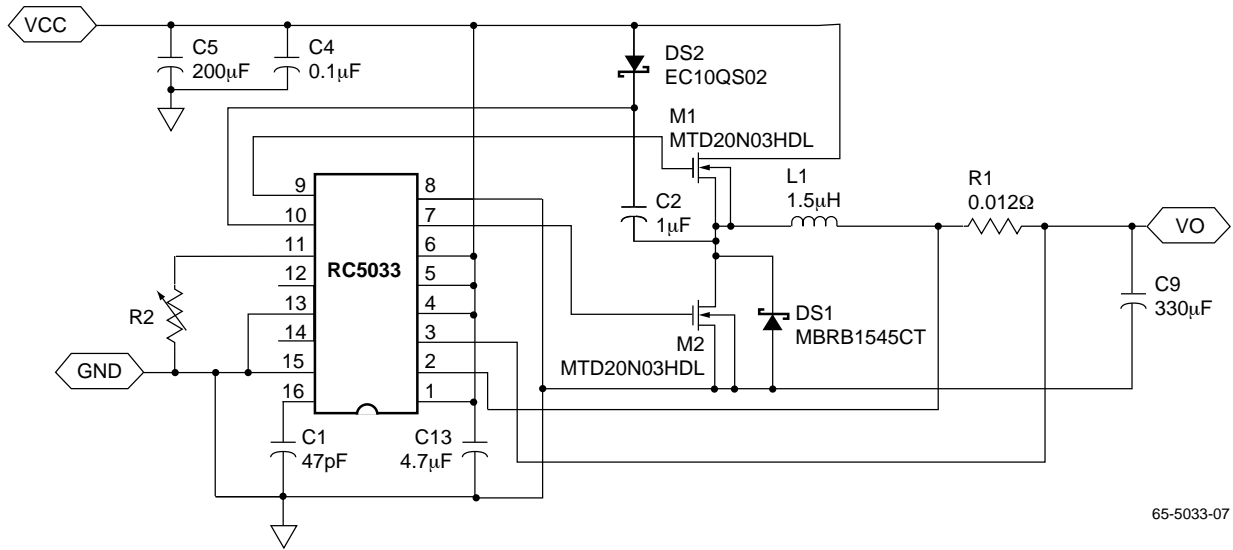 VCC
C5
200μF
C4
0.1μF
DS2
EC10QS02
M1
MTD20N03HDL
9
10
11
12
13
14
15
16
RC5033
8
7
6
5
4
3
2
1
C2
1μF
L1
1.5μH
R1
0.012Ω
VO
C9
330μF
DS1
MBRB1545CT
M2
MTD20N03HDL
R2
GND
C1
47pF
C13
4.7μF
65-5033-07